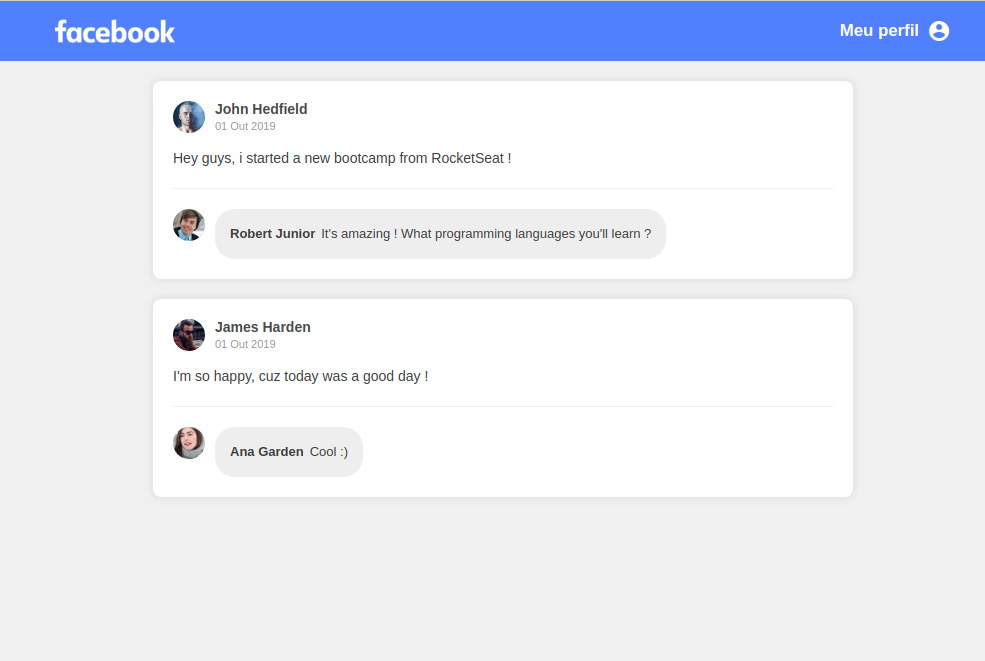 facebook
Meu perfil
John Hedfield
01 Out 2019
Hey guys, i started a new bootcamp from RocketSeat !
Robert Junior It's amazing ! What programming languages you'll learn ?
James Harden
01 Out 2019
I'm so happy, cuz today was a good day !
Ana Garden Cool :)